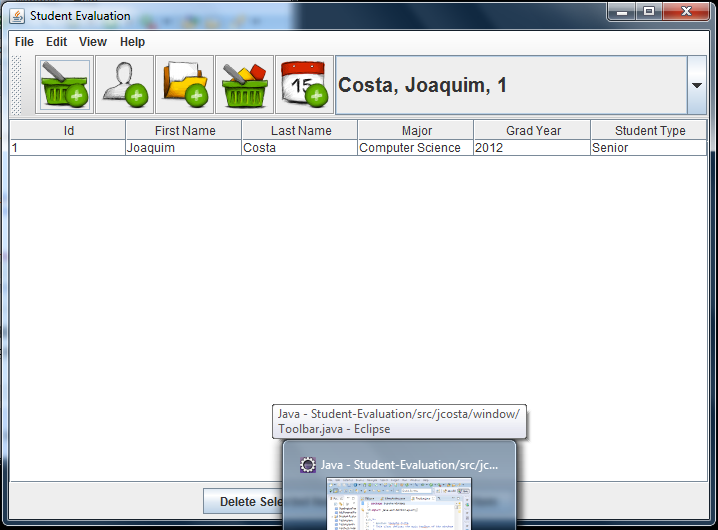 Student Evaluation
File Edit View Help
15
Costa, Joaquim, 1
Id First Name Last Name Major Grad Year Student Type
1 Joaquim Costa Computer Science 2012 Senior
Java - Student-Evaluation/src/jcosta/window/
Toolbar.java - Eclipse
Java - Student-Evaluation/src/jc...
Delete